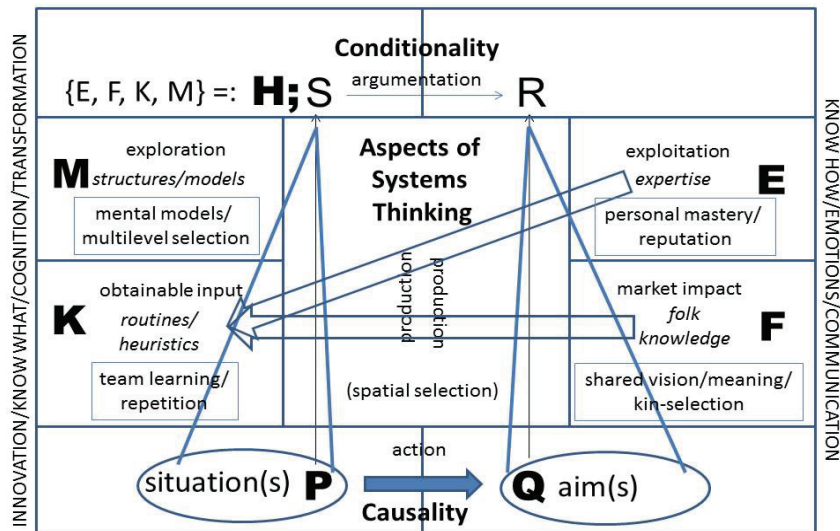 Conditionality
{E, F, K, M} =: H; S argumentation R
INNOVATION/KNOW WHAT/COGNITION/TRANSFORMATION
M
exploration
structures/models
mental models/
multilevel selection
K
obtainable input
routines/
heuristics
team learning/
repetition
Aspects of
Systems
Thinking
production
production
(spatial selection)
exploitation
expertise
E
personal mastery/
reputation
market impact
folk
knowledge
F
shared vision/meaning/
kin-selection
KNOW HOW/EMOTIONS/COMMUNICATION
action
situation(s) P
Q aim(s)
Causality